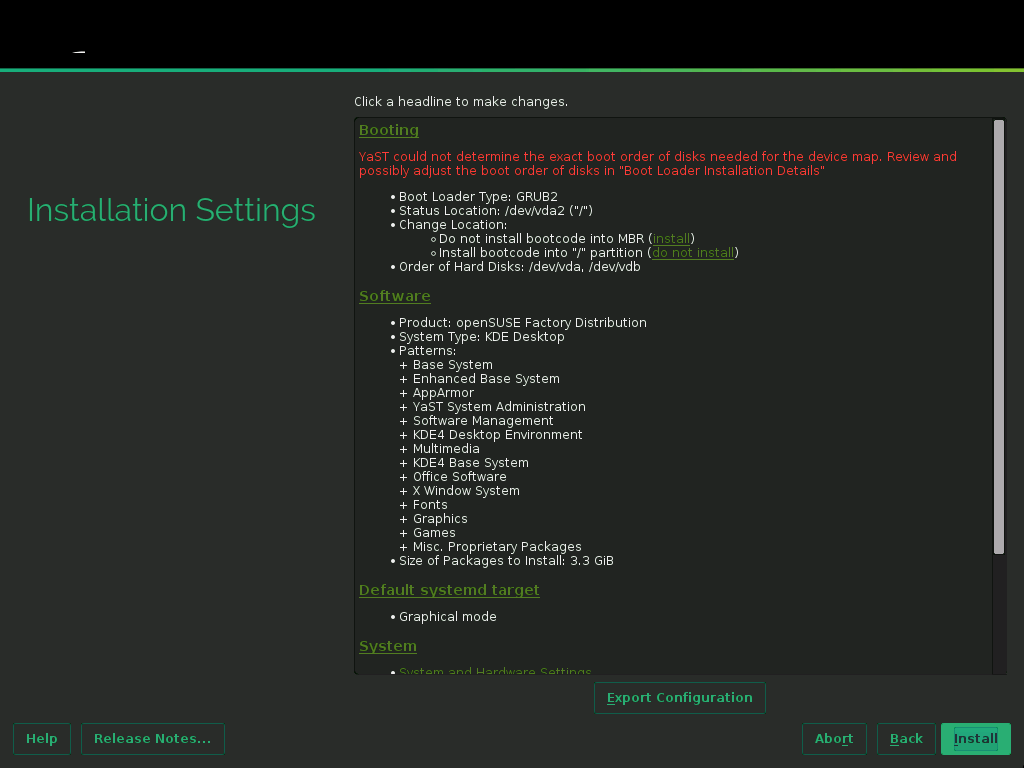 Click a headline to make changes.
Installation Settings
Booting
YaST could not determine the exact boot order of disks needed for the device map. Review and
possibly adjust the boot order of disks in "Boot Loader Installation Details"
• Boot Loader Type: GRUB2
• Status Location: /dev/vda2 ("/")
• Change Location:
◦ Do not install bootcode into MBR (install)
◦ Install bootcode into "/" partition (do not install)
• Order of Hard Disks: /dev/vda, /dev/vdb
Software
• Product: openSUSE Factory Distribution
• System Type: KDE Desktop
• Patterns:
+ Base System
+ Enhanced Base System
+ AppArmor
+ YaST System Administration
+ Software Management
+ KDE4 Desktop Environment
+ Multimedia
+ KDE4 Base System
+ Office Software
+ X Window System
+ Fonts
+ Graphics
+ Games
+ Misc. Proprietary Packages
• Size of Packages to Install: 3.3 GiB
Default systemd target
• Graphical mode
System
• System and Hardware Settings
Export Configuration
Help
Release Notes...
Abort
Back
Install